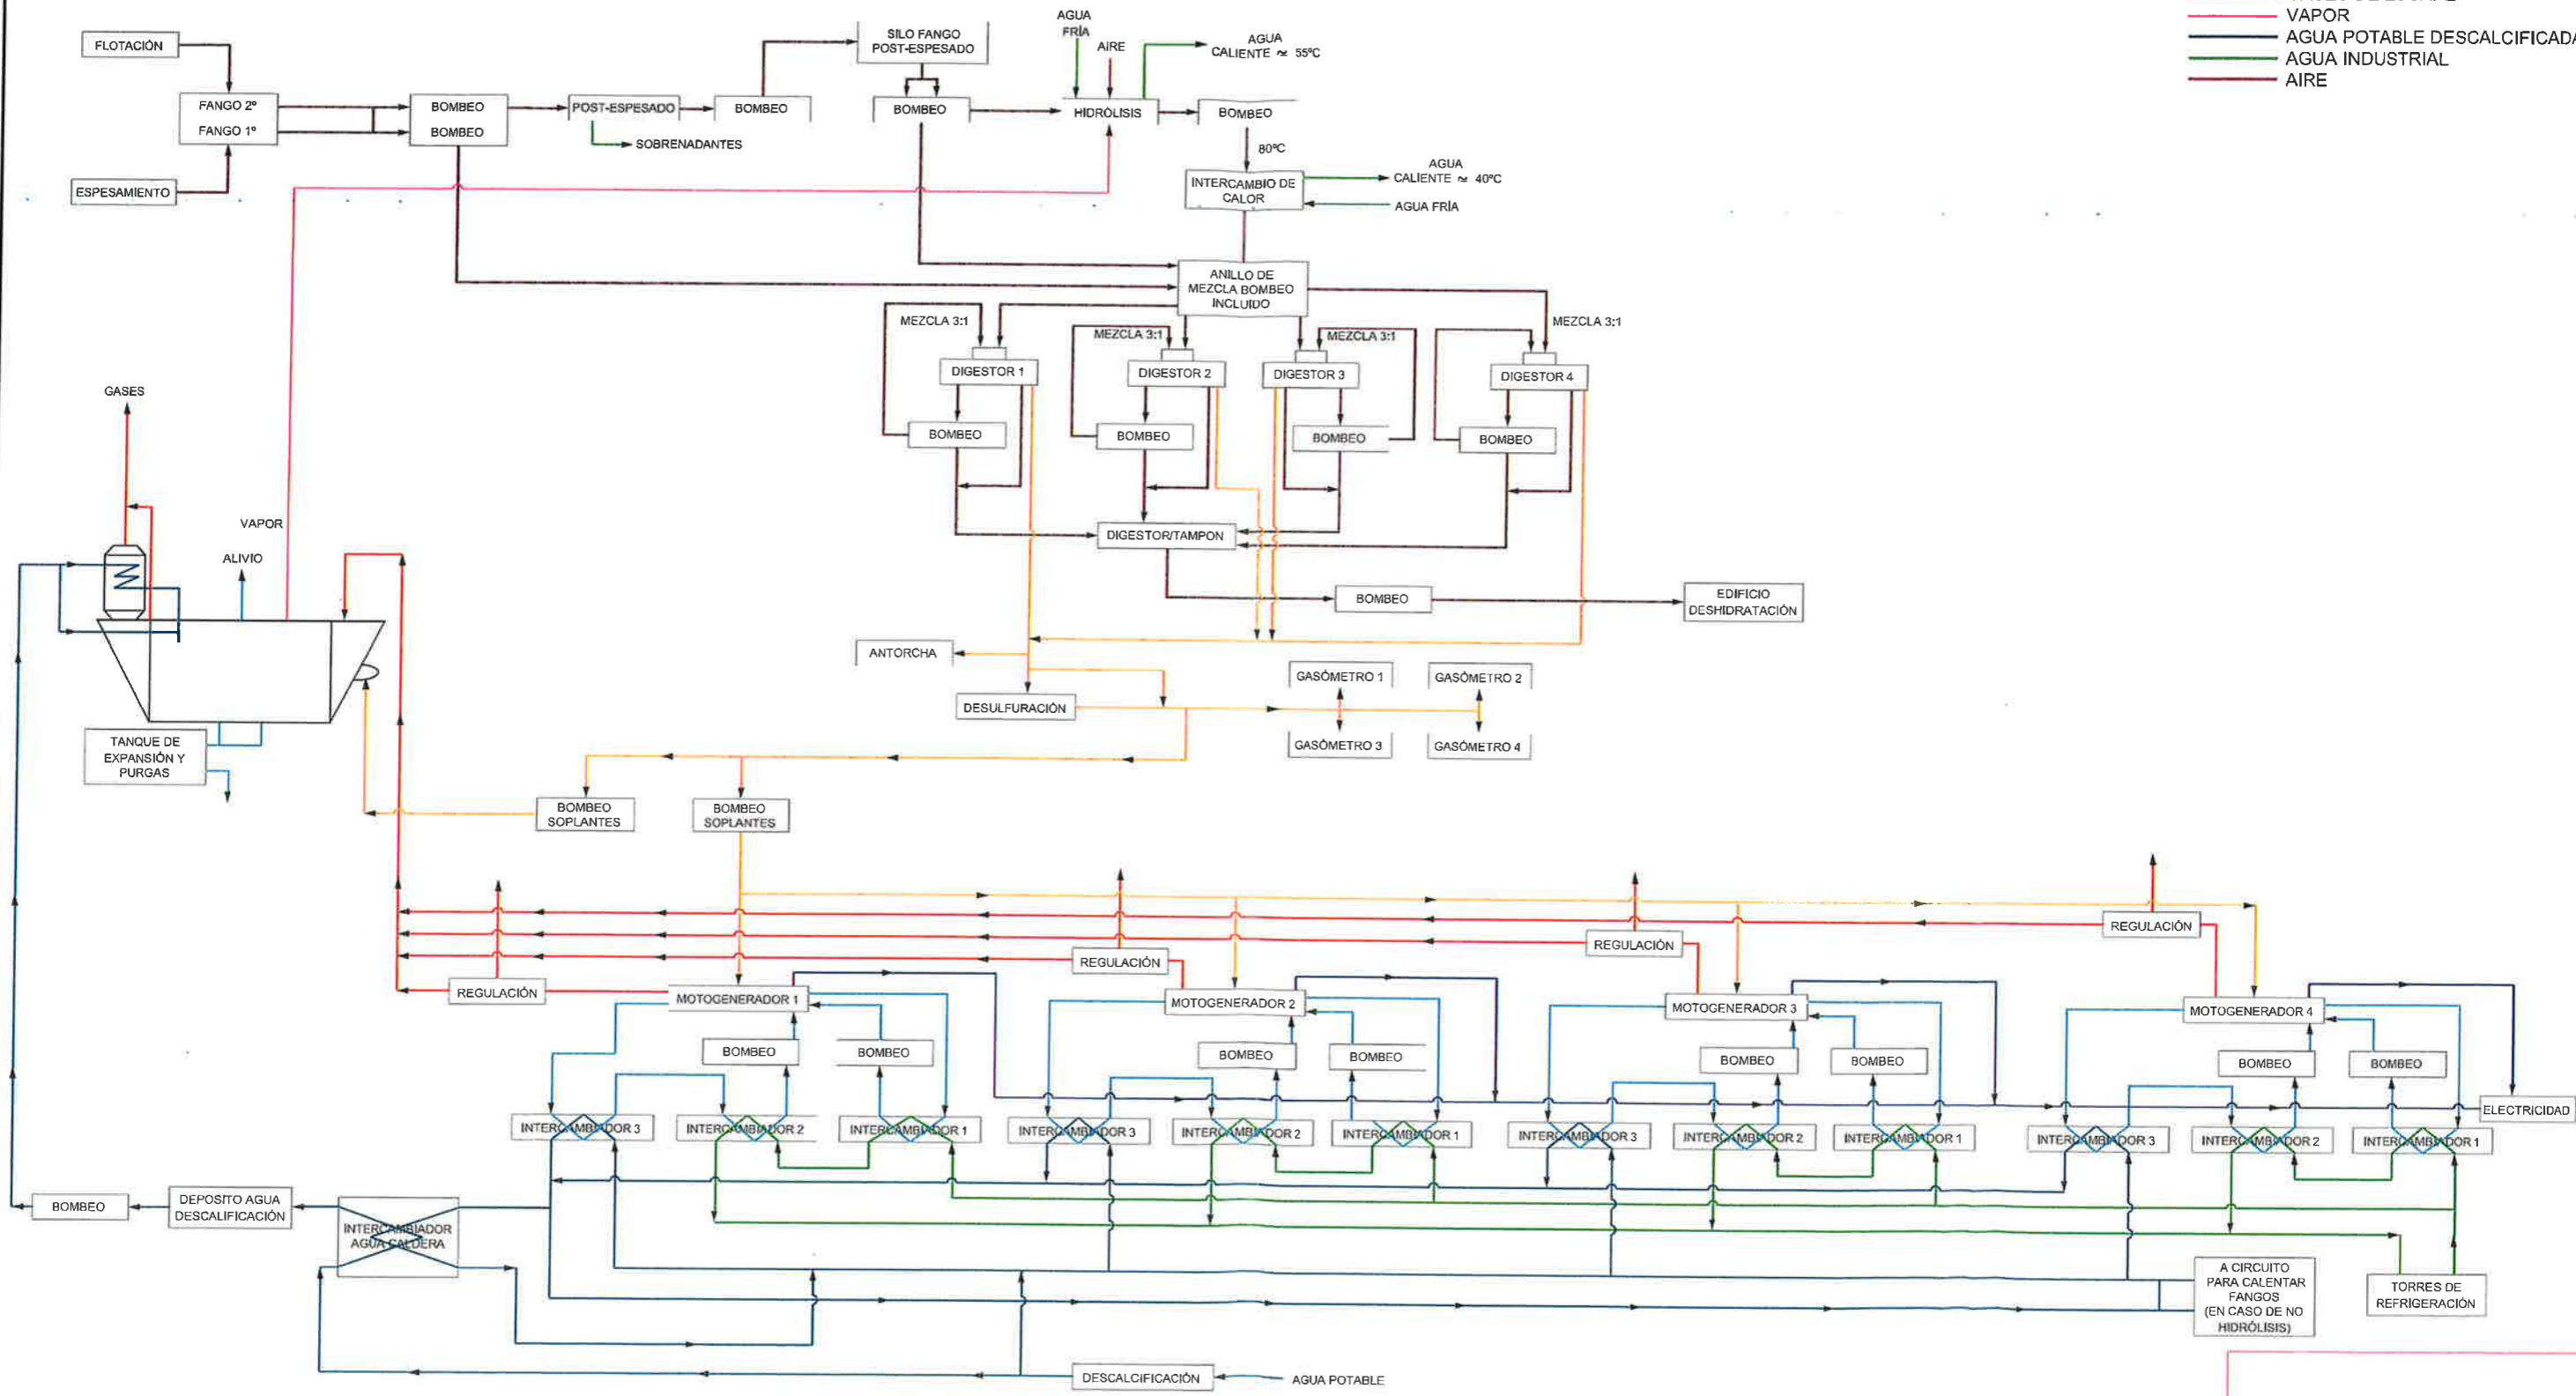 VAPOR
AGUA POTABLE DESCALCIFICADA
AGUA INDUSTRIAL
AIRE
FLOTACIÓN
FANGO 2º
FANGO 1º
ESPESAMIENTO
BOMBEO
BOMBEO
POST-ESPESADO
SOBRENADANTES
BOMBEO
SILO FANGO
POST-ESPESADO
BOMBEO
AGUA
FRÍA
AIRE
AGUA
CALIENTE ≃ 55ºC
HIDRÓLISIS
BOMBEO
80ºC
INTERCAMBIO DE
CALOR
AGUA
CALIENTE ≃ 40ºC
AGUA FRÍA
ANILLO DE
MEZCLA BOMBEO
INCLUIDO
MEZCLA 3:1
MEZCLA 3:1
MEZCLA 3:1
MEZCLA 3:1
DIGESTOR 1
DIGESTOR 2
DIGESTOR 3
DIGESTOR 4
BOMBEO
BOMBEO
BOMBEO
BOMBEO
DIGESTOR/TAMPON
BOMBEO
EDIFICIO
DESHIDRATACIÓN
GASES
VAPOR
ALIVIO
TANQUE DE
EXPANSIÓN Y
PURGAS
ANTORCHA
DESULFURACIÓN
GASÓMETRO 1
GASÓMETRO 2
GASÓMETRO 3
GASÓMETRO 4
BOMBEO
SOPLANTES
BOMBEO
SOPLANTES
REGULACIÓN
REGULACIÓN
REGULACIÓN
REGULACIÓN
MOTOGENERADOR 1
MOTOGENERADOR 2
MOTOGENERADOR 3
MOTOGENERADOR 4
BOMBEO
BOMBEO
BOMBEO
BOMBEO
BOMBEO
BOMBEO
BOMBEO
BOMBEO
ELECTRICIDAD
INTERCAMBIADOR 3
INTERCAMBIADOR 2
INTERCAMBIADOR 1
INTERCAMBIADOR 3
INTERCAMBIADOR 2
INTERCAMBIADOR 1
INTERCAMBIADOR 3
INTERCAMBIADOR 2
INTERCAMBIADOR 1
INTERCAMBIADOR 3
INTERCAMBIADOR 2
INTERCAMBIADOR 1
BOMBEO
DEPOSITO AGUA
DESCALIFICACIÓN
INTERCAMBIADOR
AGUA CALDERA
A CIRCUITO
PARA CALENTAR
FANGOS
(EN CASO DE NO
HIDRÓLISIS)
TORRES DE
REFRIGERACIÓN
DESCALCIFICACIÓN
AGUA POTABLE